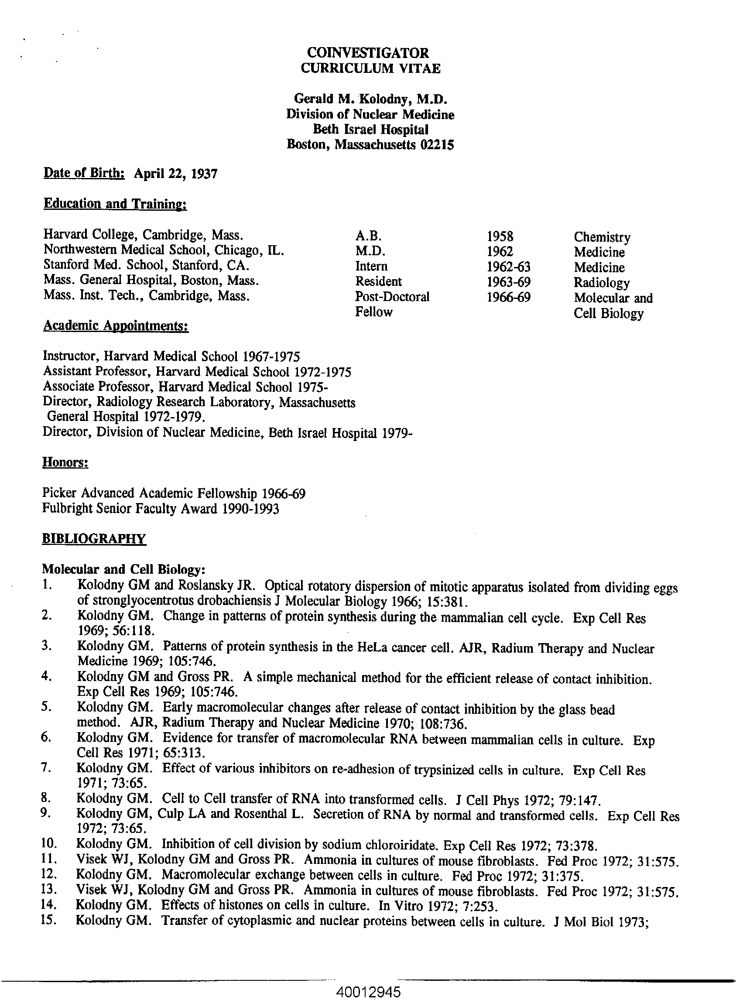 COINVESTIGATOR
CURRICULUM VITAE
Gerald M. Kolodny, M.D.
Division of Nuclear Medicine
Beth Israel Hospital
Boston, Massachusetts 02215
Date of Birth: April 22, 1937
Education and Training:
Harvard College, Cambridge, Mass. A.B. 1958 Chemistry
Northwestern Medical School, Chicago, IL. M.D. 1962 Medicine
Stanford Med. School, Stanford, CA. Intern 1962-63 Medicine
Mass. General Hospital, Boston, Mass. Resident 1963-69 Radiology
Mass. Inst. Tech., Cambridge, Mass. Post-Doctoral 1966-69 Molecular and
Fellow Cell Biology
Academic Appointments:
Instructor, Harvard Medical School 1967-1975
Assistant Professor, Harvard Medical School 1972-1975
Associate Professor, Harvard Medical School 1975-
Director, Radiology Research Laboratory, Massachusetts
General Hospital 1972-1979.
Director, Division of Nuclear Medicine, Beth Israel Hospital 1979-
Honors:
Picker Advanced Academic Fellowship 1966-69
Fulbright Senior Faculty Award 1990-1993
BIBLIOGRAPHY
Molecular and Cell Biology:
1. Kolodny GM and Roslansky JR. Optical rotatory dispersion of mitotic apparatus isolated from dividing eggs
of stronglyocentrotus drobachiensis J Molecular Biology 1966; 15:381.
2. Kolodny GM. Change in patterns of protein synthesis during the mammalian cell cycle. Exp Cell Res
1969; 56:118.
3. Kolodny GM. Patterns of protein synthesis in the HeLa cancer cell. AJR, Radium Therapy and Nuclear
Medicine 1969; 105:746.
4. Kolodny GM and Gross PR. A simple mechanical method for the efficient release of contact inhibition.
Exp Cell Res 1969; 105:746.
5. Kolodny GM. Early macromolecular changes after release of contact inhibition by the glass bead
method. AJR, Radium Therapy and Nuclear Medicine 1970; 108:736.
6. Kolodny GM. Evidence for transfer of macromolecular RNA between mammalian cells in culture. Exp
Cell Res 1971; 65:313.
7. Kolodny GM. Effect of various inhibitors on re-adhesion of trypsinized cells in culture. Exp Cell Res
1971; 73:65.
8. Kolodny GM. Cell to Cell transfer of RNA into transformed cells. J Cell Phys 1972; 79:147.
9. Kolodny GM, Culp LA and Rosenthal L. Secretion of RNA by normal and transformed cells. Exp Cell Res
1972; 73:65.
10. Kolodny GM. Inhibition of cell division by sodium chloroiridate. Exp Cell Res 1972; 73:378.
11. Visek WJ, Kolodny GM and Gross PR. Ammonia in cultures of mouse fibroblasts. Fed Proc 1972; 31:575.
12. Kolodny GM. Macromolecular exchange between cells in culture. Fed Proc 1972; 31:375.
13. Visek WJ, Kolodny GM and Gross PR. Ammonia in cultures of mouse fibroblasts. Fed Proc 1972; 31:575.
14. Kolodny GM. Effects of histones on cells in culture. In Vitro 1972; 7:253.
15. Kolodny GM. Transfer of cytoplasmic and nuclear proteins between cells in culture. J Mol Biol 1973;
40012945